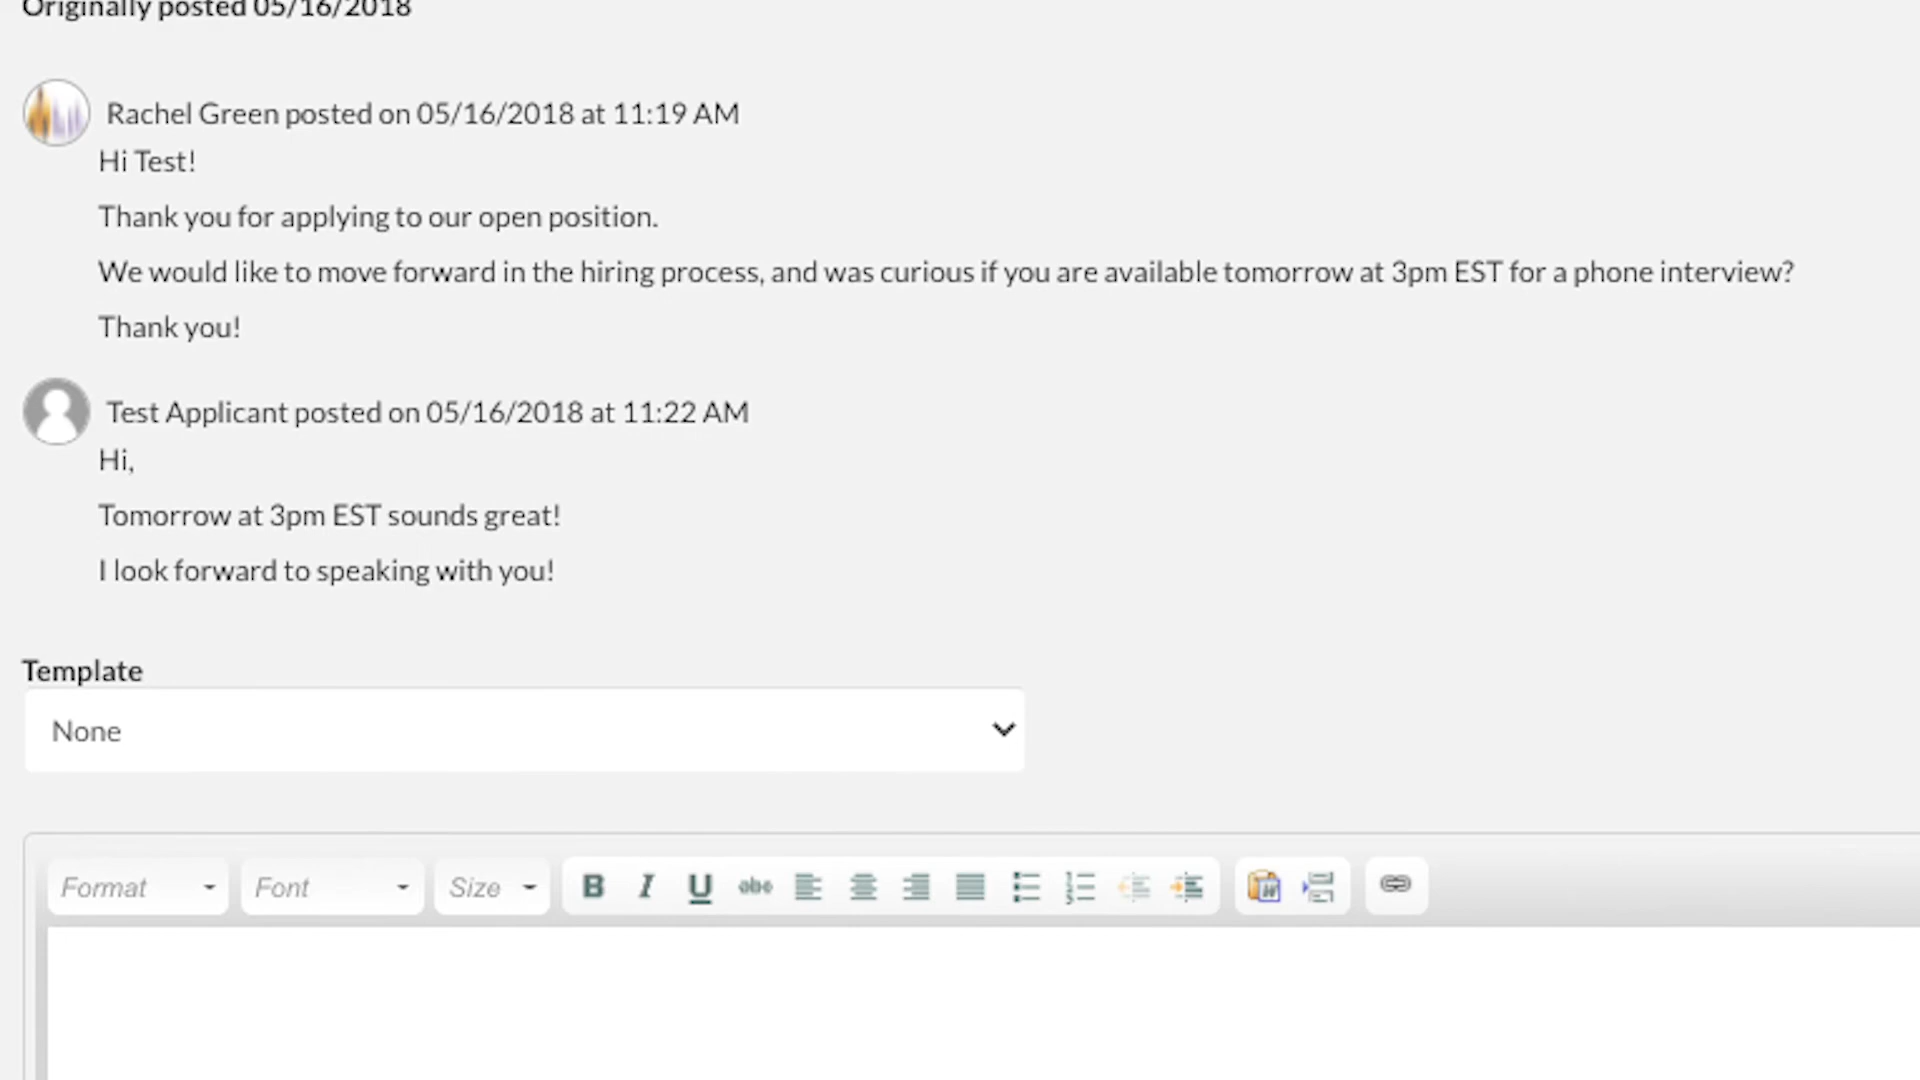 Originally posted 05/16/2018
Rachel Green posted on 05/16/2018 at 11:19 AM
Hi Test!
Thank you for applying to our open position.
We would like to move forward in the hiring process, and was curious if you are available tomorrow at 3pm EST for a phone interview?
Thank you!
Test Applicant posted on 05/16/2018 at 11:22 AM
Hi,
Tomorrow at 3pm EST sounds great!
I look forward to speaking with you!
Template
None
Format Font Size B I U abc